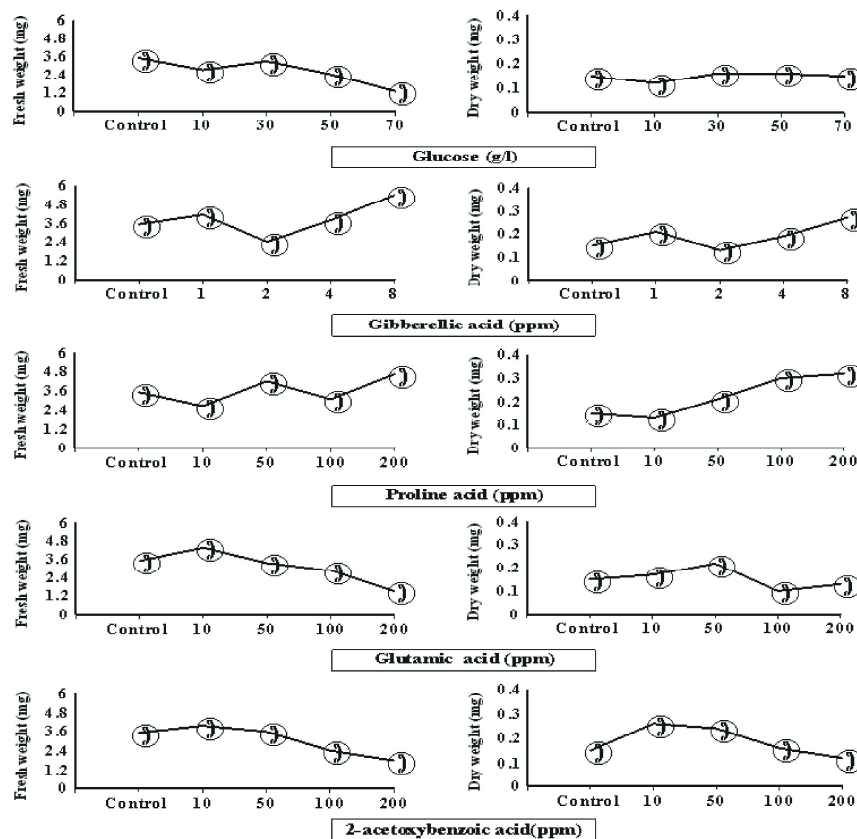 Fresh weight (mg)
6
4.8
3.6
2.4
1.2
0
Control 10 30 50 70
Dry weight (mg)
0.4
0.3
0.2
0.1
0
Control 10 30 50 70
Glucose (g/l)
Fresh weight (mg)
6
4.8
3.6
2.4
1.2
0
Control 1 2 4 8
Dry weight (mg)
0.4
0.3
0.2
0.1
0
Control 1 2 4 8
Gibberellic acid (ppm)
Fresh weight (mg)
6
4.8
3.6
2.4
1.2
0
Control 10 50 100 200
Dry weight (mg)
0.4
0.3
0.2
0.1
0
Control 10 50 100 200
Proline acid (ppm)
Fresh weight (mg)
6
4.8
3.6
2.4
1.2
0
Control 10 50 100 200
Dry weight (mg)
0.4
0.3
0.2
0.1
0
Control 10 50 100 200
Glutamic acid (ppm)
Fresh weight (mg)
6
4.8
3.6
2.4
1.2
0
Control 10 50 100 200
Dry weight (mg)
0.4
0.3
0.2
0.1
0
Control 10 50 100 200
2-acetoxybenzoic acid(ppm)